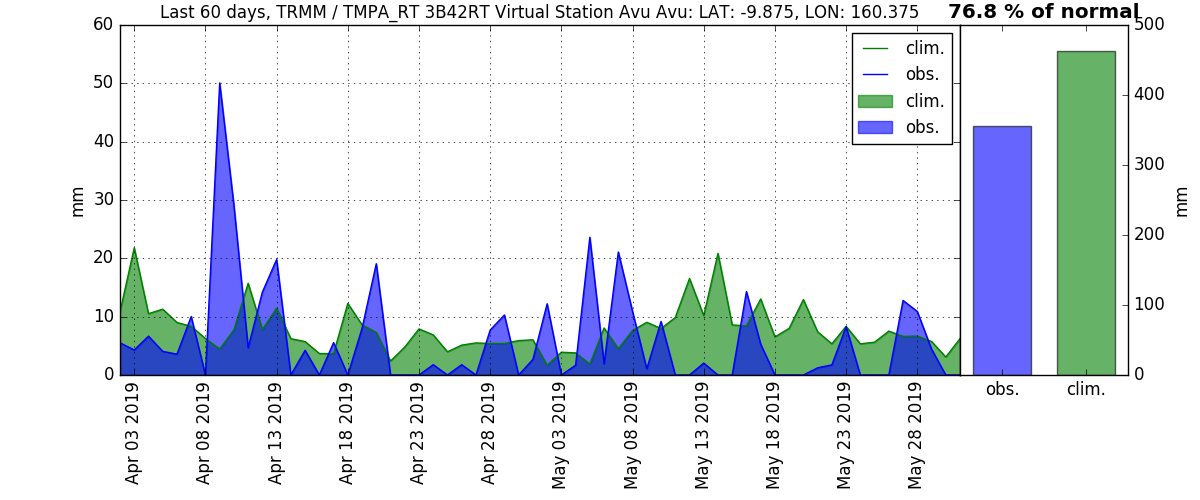 Last 60 days, TRMM / TMPA_RT 3B42RT Virtual Station Avu Avu: LAT: -9.875, LON: 160.375
76.8 % of normal
60
50
40
30
20
10
0
mm
clim.
obs.
clim.
obs.
Apr 03 2019
Apr 08 2019
Apr 13 2019
Apr 18 2019
Apr 23 2019
Apr 28 2019
May 03 2019
May 08 2019
May 13 2019
May 18 2019
May 23 2019
May 28 2019
500
400
300
200
100
0
mm
obs.
clim.